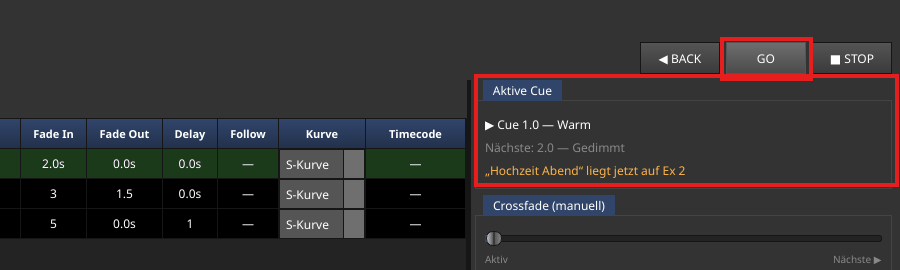 ◀ BACK GO ■ STOP
Aktive Cue
▶ Cue 1.0 — Warm
Nächste: 2.0 — Gedimmt
„Hochzeit Abend“ liegt jetzt auf Ex 2
Fade In Fade Out Delay Follow Kurve Timecode
2.0s 0.0s 0.0s — S-Kurve —
3 1.5 0.0s — S-Kurve —
5 0.0s 1 — S-Kurve —
Crossfade (manuell)
Aktiv Nächste ▶